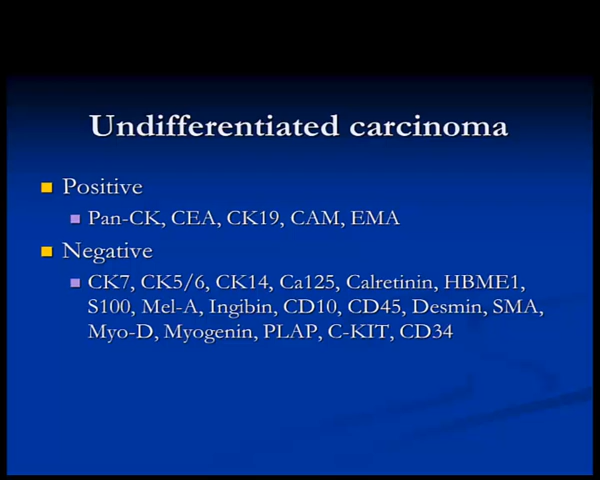 Undifferentiated carcinoma
Positive
Pan-CK, CEA, CK19, CAM, EMA
Negative
CK7, CK5/6, CK14, Ca125, Calretinin, HBME1,
S100, Mel-A, Ingibin, CD10, CD45, Desmin, SMA,
Myo-D, Myogenin, PLAP, C-KIT, CD34